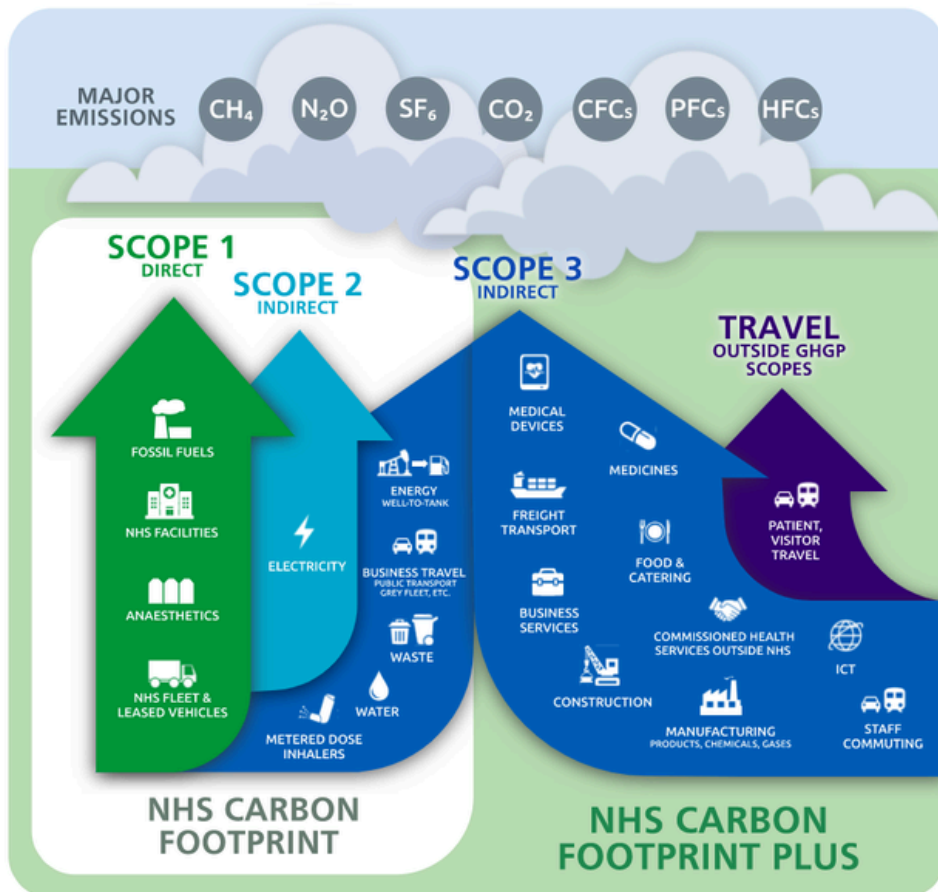 MAJOR
EMISSIONS
CH₄
N₂O
SF₆
CO₂
CFCs
PFCs
HFCs
SCOPE 1
DIRECT
SCOPE 2
INDIRECT
SCOPE 3
INDIRECT
TRAVEL
OUTSIDE GHGP
SCOPES
FOSSIL FUELS
NHS FACILITIES
ANAESTHETICS
NHS FLEET &
LEASED VEHICLES
ELECTRICITY
ENERGY
WELL-TO-TANK
BUSINESS TRAVEL
PUBLIC TRANSPORT
GREY FLEET, ETC.
WASTE
WATER
METERED DOSE
INHALERS
MEDICAL
DEVICES
MEDICINES
FREIGHT
TRANSPORT
FOOD &
CATERING
BUSINESS
SERVICES
COMMISSIONED HEALTH
SERVICES OUTSIDE NHS
CONSTRUCTION
MANUFACTURING
PRODUCTS, CHEMICALS, GASES
ICT
STAFF
COMMUTING
PATIENT,
VISITOR
TRAVEL
NHS CARBON
FOOTPRINT
NHS CARBON
FOOTPRINT PLUS